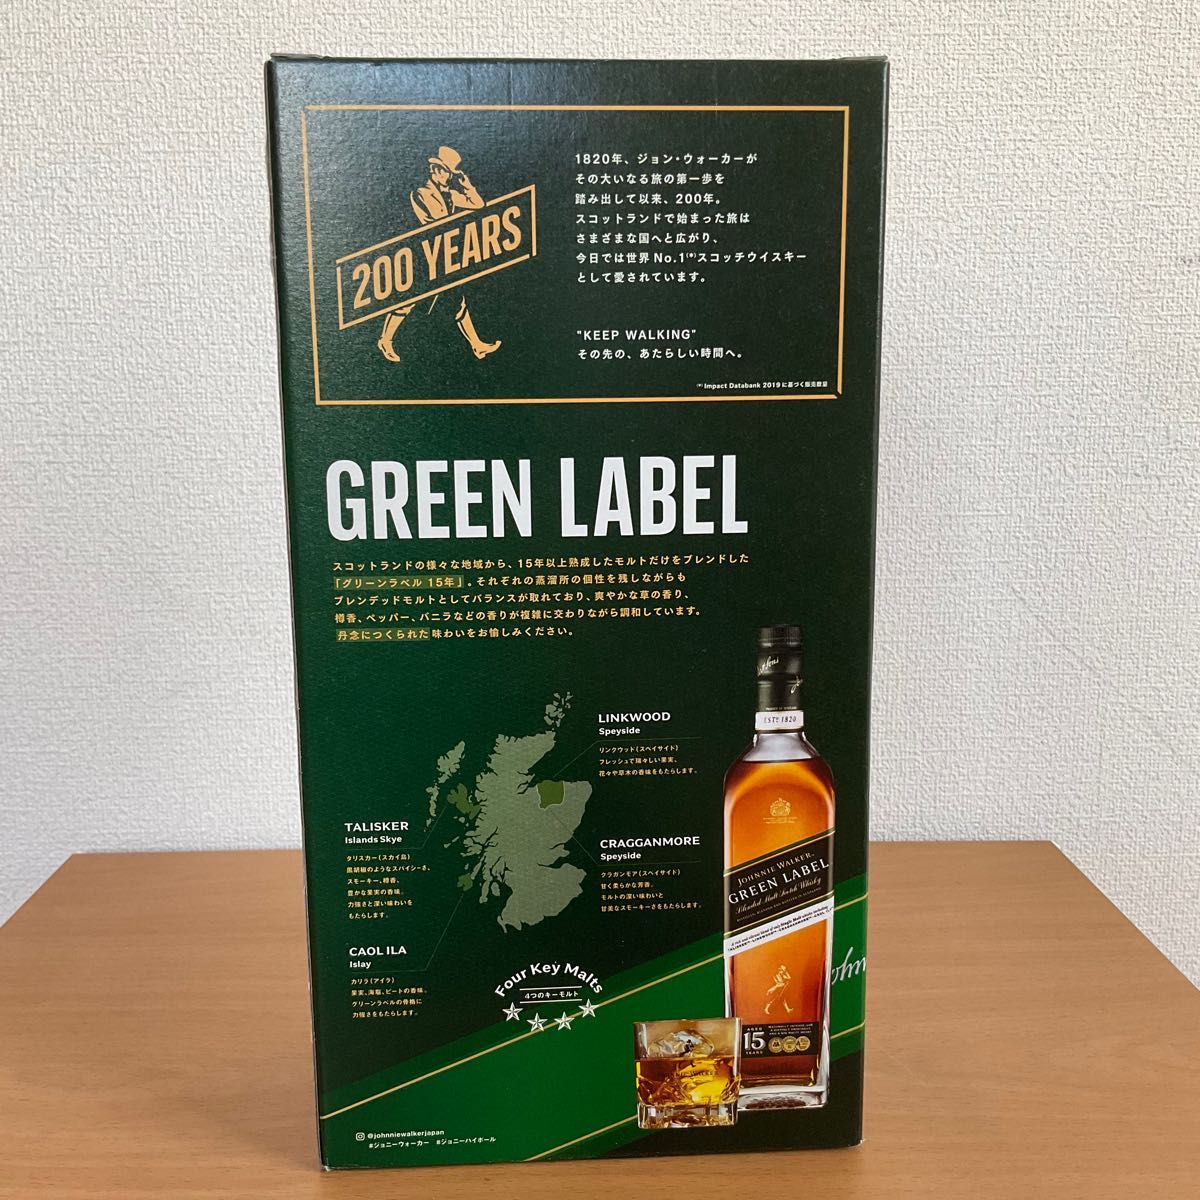 200 YEARS
1820年、ジョン・ウォーカーが
その大いなる旅の第一歩を
踏み出して以来、200年。
スコットランドで始まった旅は
さまざまな国へと広がり、
今日では世界No.1(*)スコッチウイスキー
として愛されています。
"KEEP WALKING"
その先の、あたらしい時間へ。
(*)Impact Databank 2019に基づく販売数量
GREEN LABEL
スコットランドの様々な地域から、15年以上熟成したモルトだけをブレンドした
「グリーンラベル 15年」。それぞれの蒸溜所の個性を残しながらも
ブレンデッドモルトとしてバランスが取れており、爽やかな草の香り、
樽香、ペッパー、バニラなどの香りが複雑に交わりながら調和しています。
丹念につくられた味わいをお愉しみください。
LINKWOOD
Speyside
リンクウッド(スペイサイド)
フレッシュで瑞々しい果実、
花々や草木の香味をもたらします。
TALISKER
Islands Skye
タリスカー(スカイ島)
黒胡椒のようなスパイシーさ、
スモーキー、樽香、
豊かな果実の香味。
力強さと深い味わいを
もたらします。
CRAGGANMORE
Speyside
クラガンモア(スペイサイド)
甘く柔らかな芳香。
モルトの深い味わいと
甘美なスモーキーさをもたらします。
CAOL ILA
Islay
カリラ(アイラ)
果実、海藻、ピートの香味。
グリーンラベルの骨格に
力強さをもたらします。
Four Key Malts
4つのキーモルト
ESTD 1820
JOHNNIE WALKER
GREEN LABEL
Blended Malt Scotch Whisky
TALISKER LINKWOOD CRAGGANMORE CAOL ILA
AGED
15
YEARS
John
@johnniewalkerjapan
#ジョニーウォーカー #ジョニーハイボール